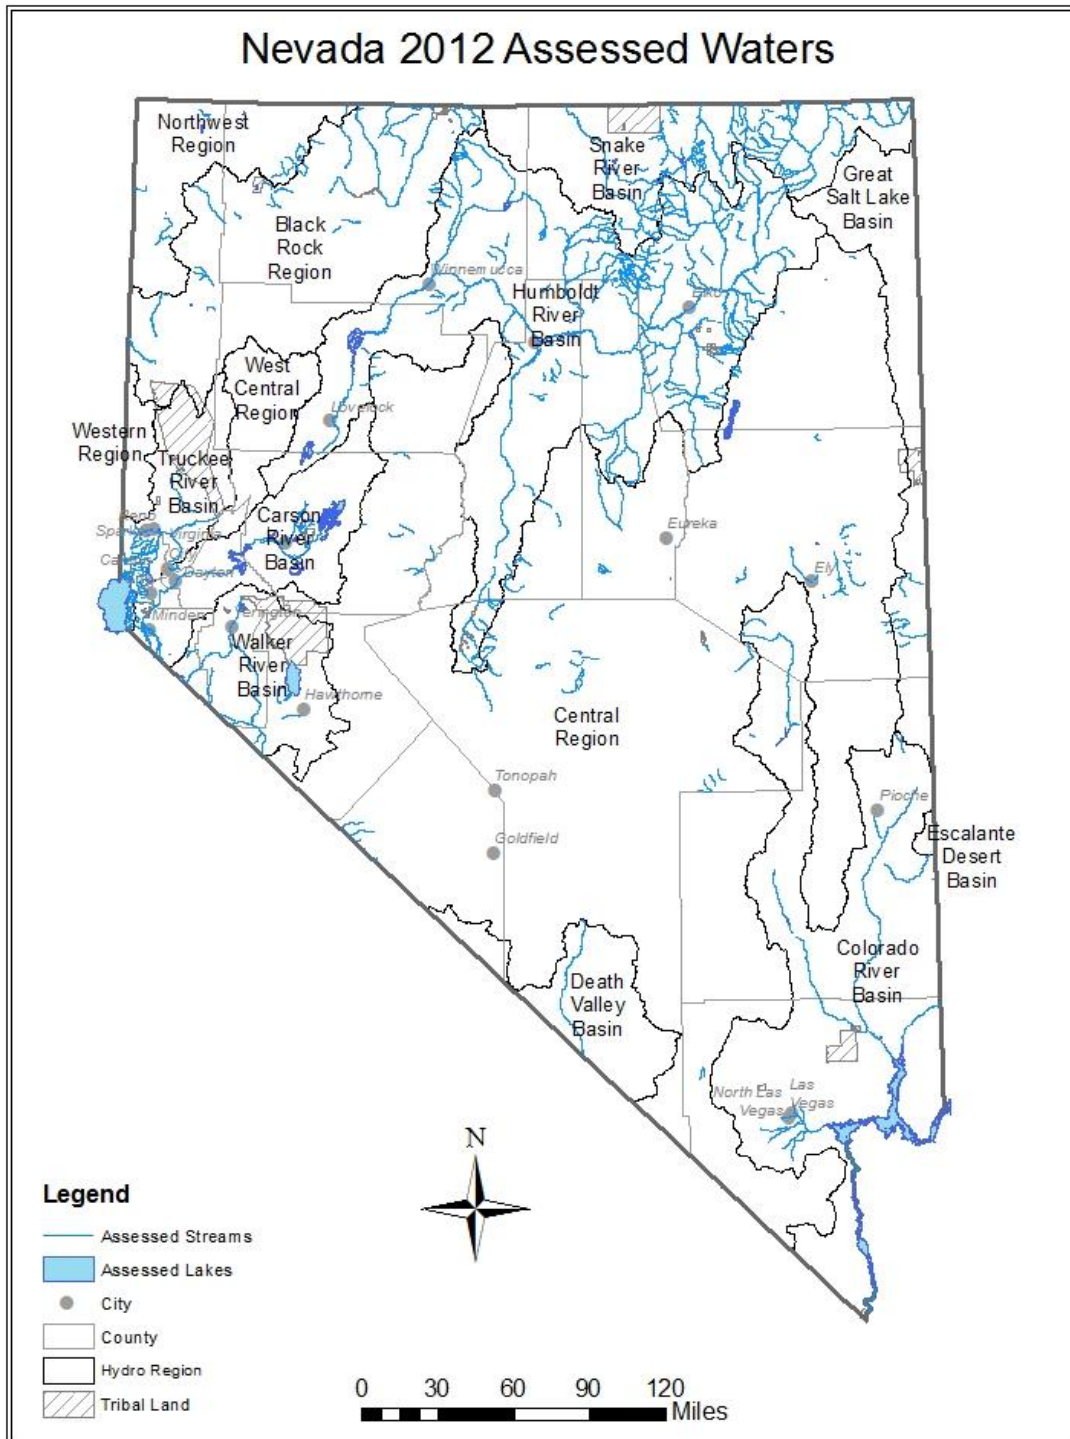 Nevada 2012 Assessed Waters
Northwest
Region
Snake
River
Basin
Great
Salt Lake
Basin
Black
Rock
Region
Winnemucca
Humboldt
River
Basin
Elko
West
Central
Region
Lovelock
Western
Region
Truckee
River
Basin
Reno
Virginia
City
Carson
River
Basin
Dayton
Minden
Yerington
Walker
River
Basin
Hawthorne
Eureka
Ely
Central
Region
Tonopah
Goldfield
Pioche
Escalante
Desert
Basin
Colorado
River
Basin
Death
Valley
Basin
North Las
Vegas
Las
Vegas
N
Legend
Assessed Streams
Assessed Lakes
City
County
Hydro Region
Tribal Land
0 30 60 90 120
Miles